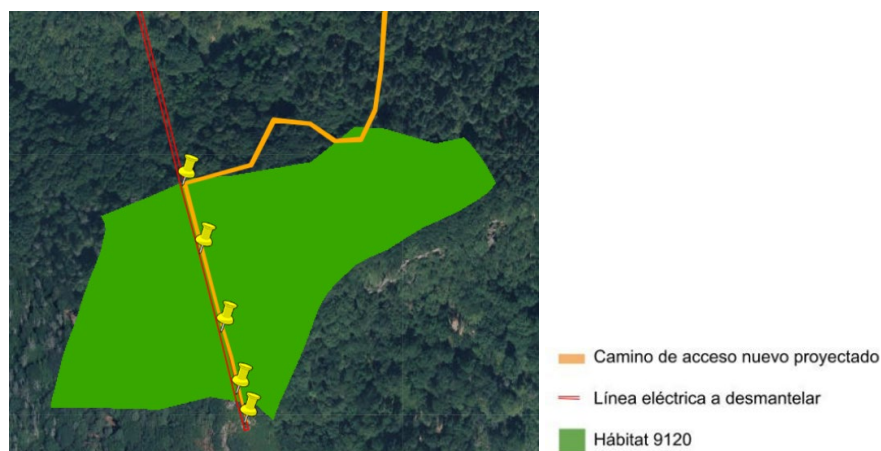 Camino de acceso nuevo proyectado
Línea eléctrica a desmantelar
Hábitat 9120